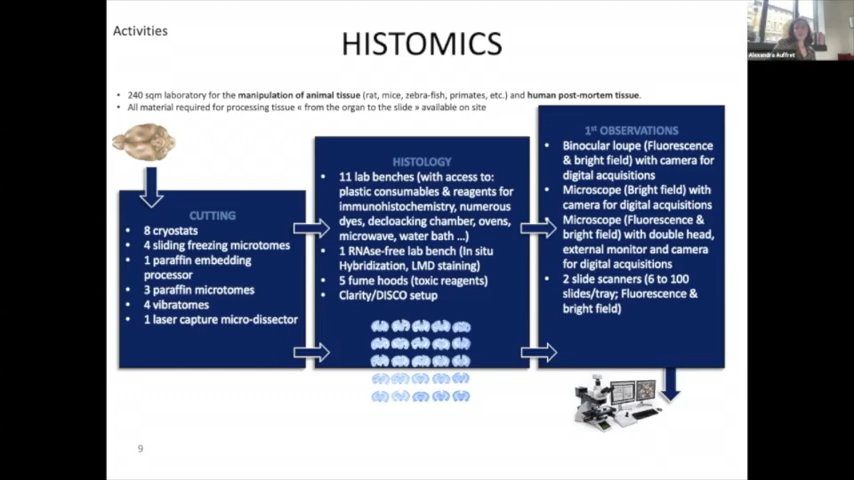 Activities
HISTOMICS
Alexandra Auffret
• 240 sqm laboratory for the manipulation of animal tissue (rat, mice, zebra-fish, primates, etc.) and human post-mortem tissue.
• All material required for processing tissue « from the organ to the slide » available on site
CUTTING
• 8 cryostats
• 4 sliding freezing microtomes
• 1 paraffin embedding
processor
• 3 paraffin microtomes
• 4 vibratomes
• 1 laser capture micro-dissector
HISTOLOGY
• 11 lab benches (with access to:
plastic consumables & reagents for
immunohistochemistry, numerous
dyes, decloacking chamber, ovens,
microwave, water bath ...)
• 1 RNAse-free lab bench (In situ
Hybridization, LMD staining)
• 5 fume hoods (toxic reagents)
• Clarity/DISCO setup
1st OBSERVATIONS
• Binocular loupe (Fluorescence
& bright field) with camera for
digital acquisitions
• Microscope (Bright field) with
camera for digital acquisitions
• Microscope (Fluorescence &
bright field) with double head,
external monitor and camera
for digital acquisitions
• 2 slide scanners (6 to 100
slides/tray; Fluorescence &
bright field)
9